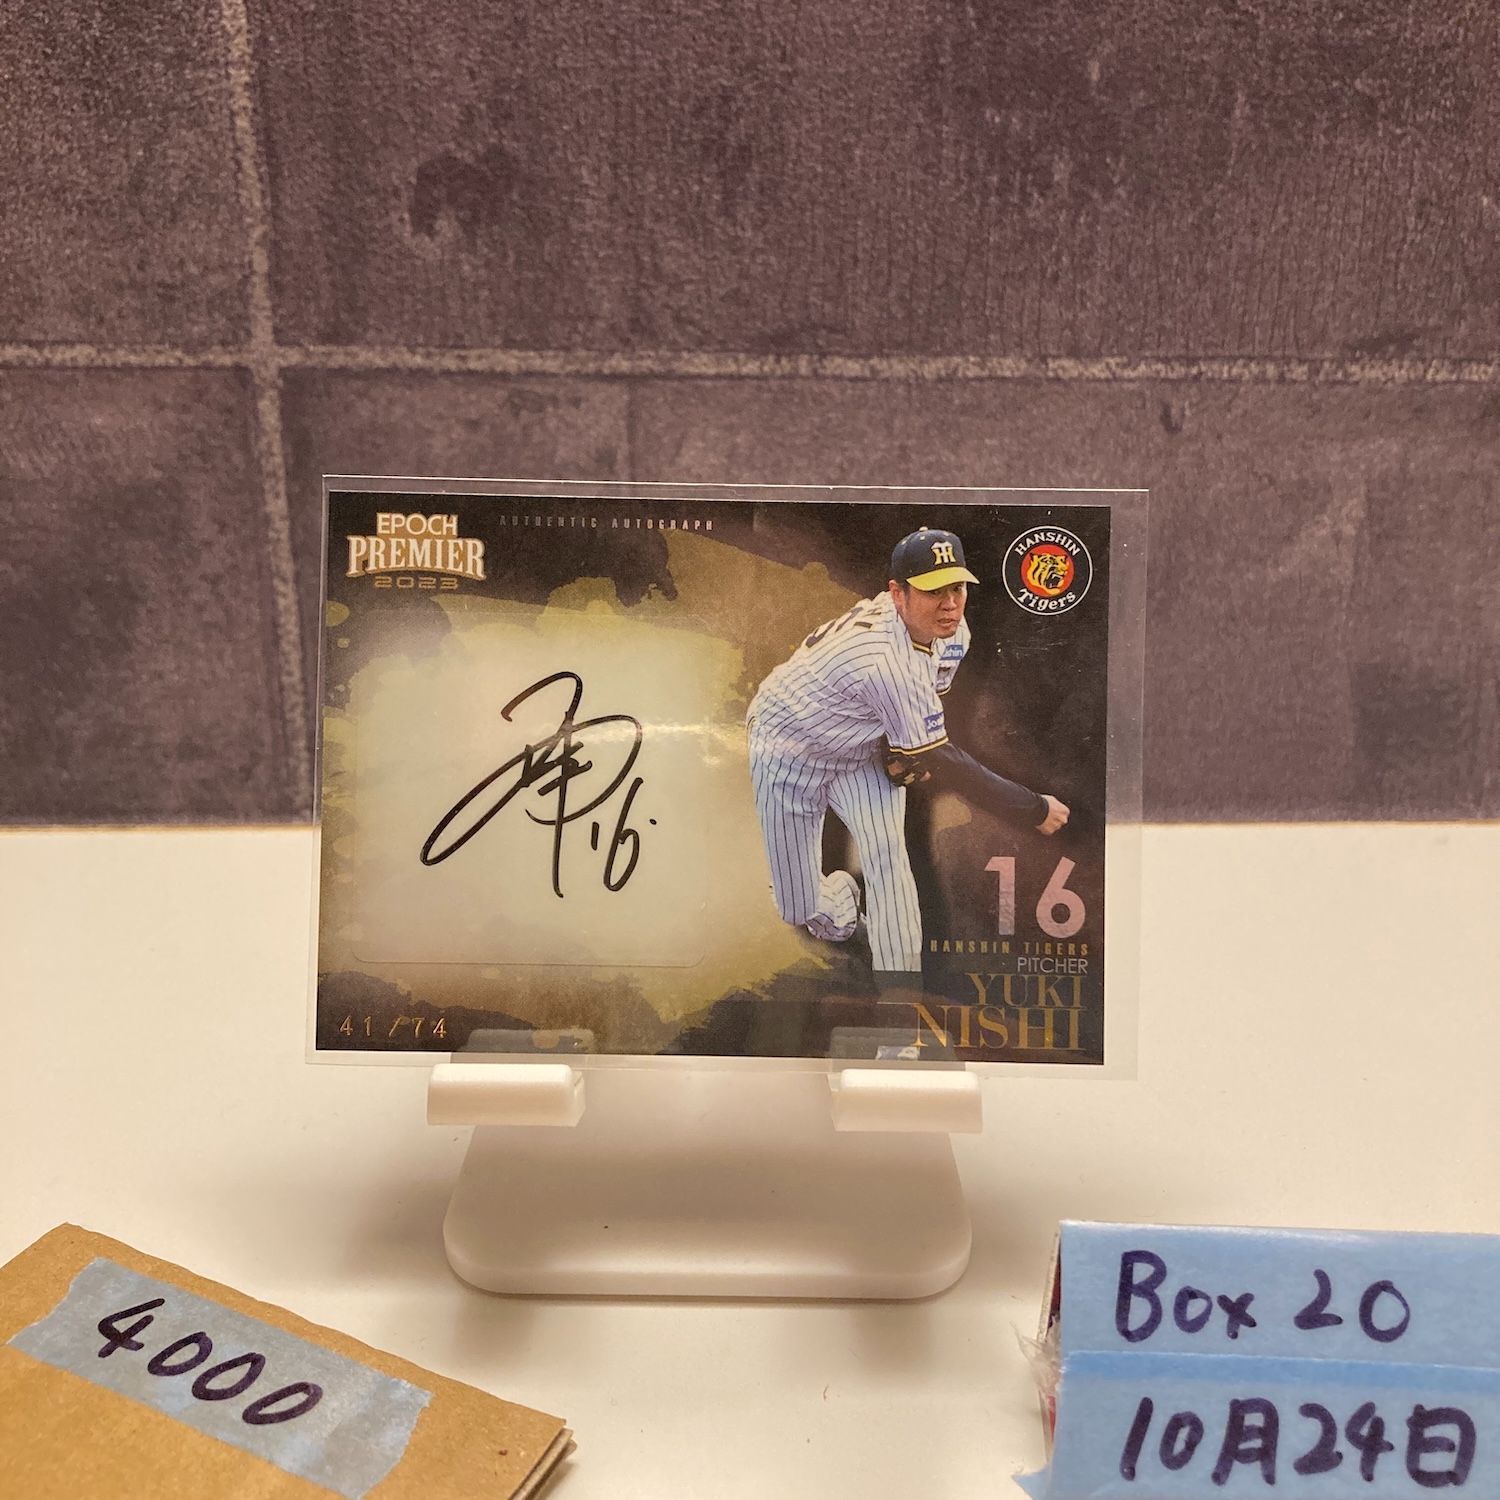 EPOCH
PREMIER
2023
AUTHENTIC AUTOGRAPH
HANSHIN
Tigers
16
16
HANSHIN TIGERS
PITCHER
YUKI
NISHI
41/74
4000
Box 20
10月24日